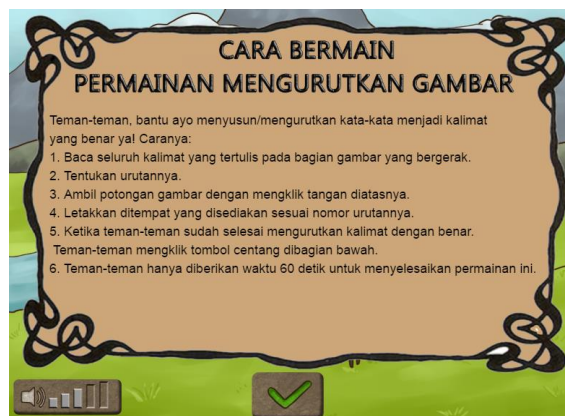 CARA BERMAIN
PERMAINAN MENGURUTKAN GAMBAR
Teman-teman, bantu ayo menyusun/mengurutkan kata-kata menjadi kalimat
yang benar ya! Caranya:
1. Baca seluruh kalimat yang tertulis pada bagian gambar yang bergerak.
2. Tentukan urutannya.
3. Ambil potongan gambar dengan mengklik tangan diatasnya.
4. Letakkan ditempat yang disediakan sesuai nomor urutannya.
5. Ketika teman-teman sudah selesai mengurutkan kalimat dengan benar.
Teman-teman mengklik tombol centang dibagian bawah.
6. Teman-teman hanya diberikan waktu 60 detik untuk menyelesaikan permainan ini.